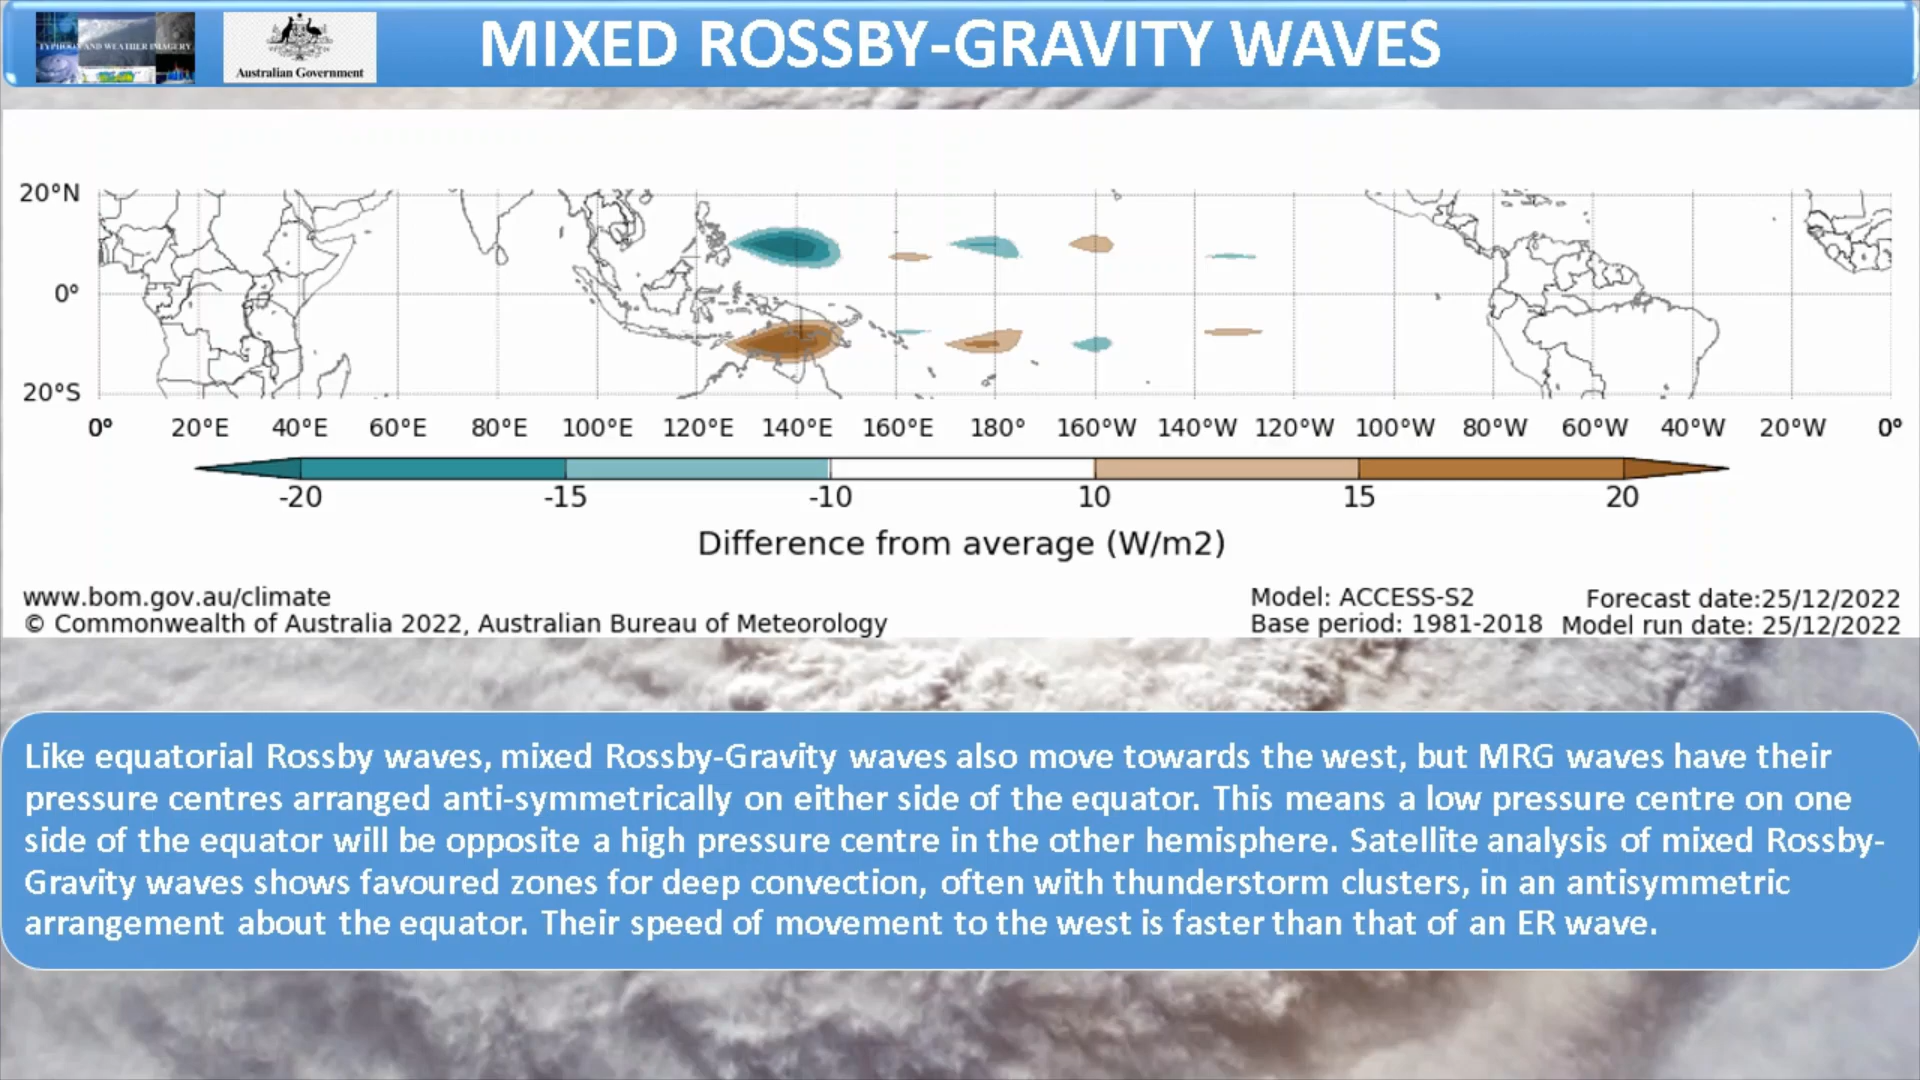 TYPHOON AND WEATHER IMAGERY
Australian Government
MIXED ROSSBY-GRAVITY WAVES
20°N
0°
20°S
0° 20°E 40°E 60°E 80°E 100°E 120°E 140°E 160°E 180° 160°W 140°W 120°W 100°W 80°W 60°W 40°W 20°W 0°
-20 -15 -10 10 15 20
Difference from average (W/m2)
www.bom.gov.au/climate
© Commonwealth of Australia 2022, Australian Bureau of Meteorology
Model: ACCESS-S2 Forecast date:25/12/2022
Base period: 1981-2018 Model run date: 25/12/2022
Like equatorial Rossby waves, mixed Rossby-Gravity waves also move towards the west, but MRG waves have their
pressure centres arranged anti-symmetrically on either side of the equator. This means a low pressure centre on one
side of the equator will be opposite a high pressure centre in the other hemisphere. Satellite analysis of mixed Rossby-
Gravity waves shows favoured zones for deep convection, often with thunderstorm clusters, in an antisymmetric
arrangement about the equator. Their speed of movement to the west is faster than that of an ER wave.